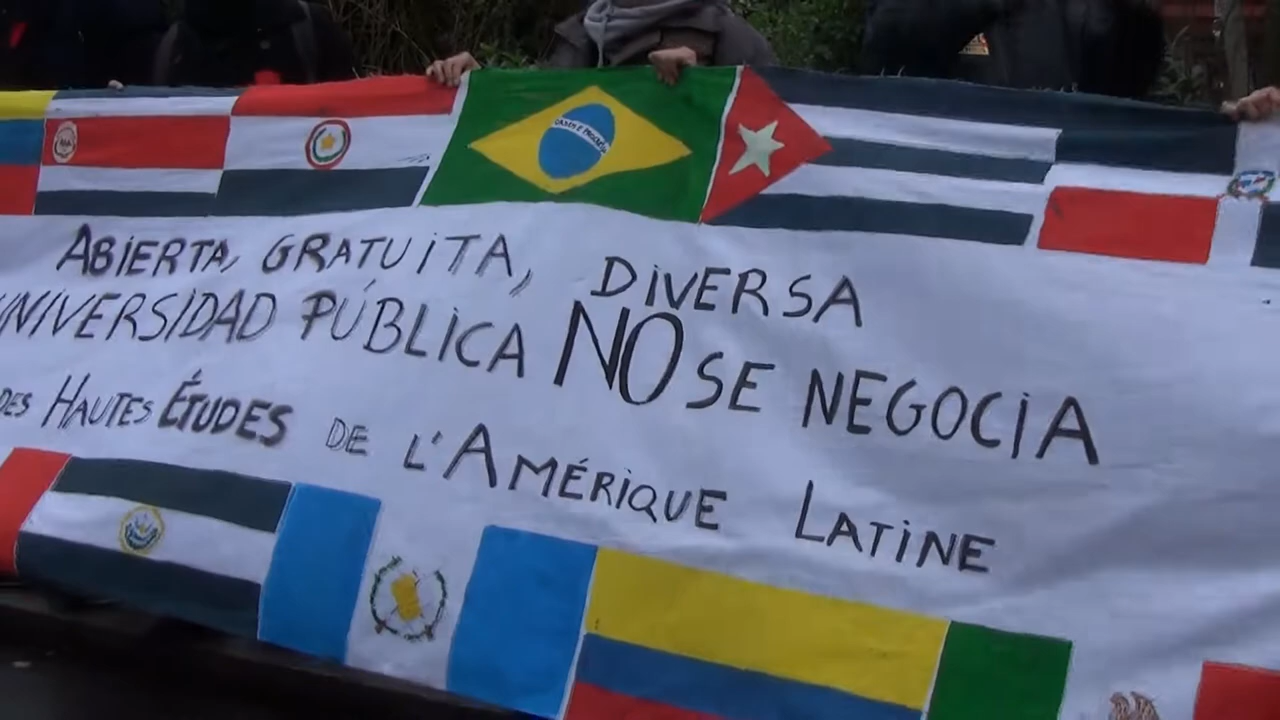 ABIERTA, GRATUITA, DIVERSA
UNIVERSIDAD PÚBLICA NO SE NEGOCIA
DES HAUTES ÉTUDES DE L'AMÉRIQUE LATINE